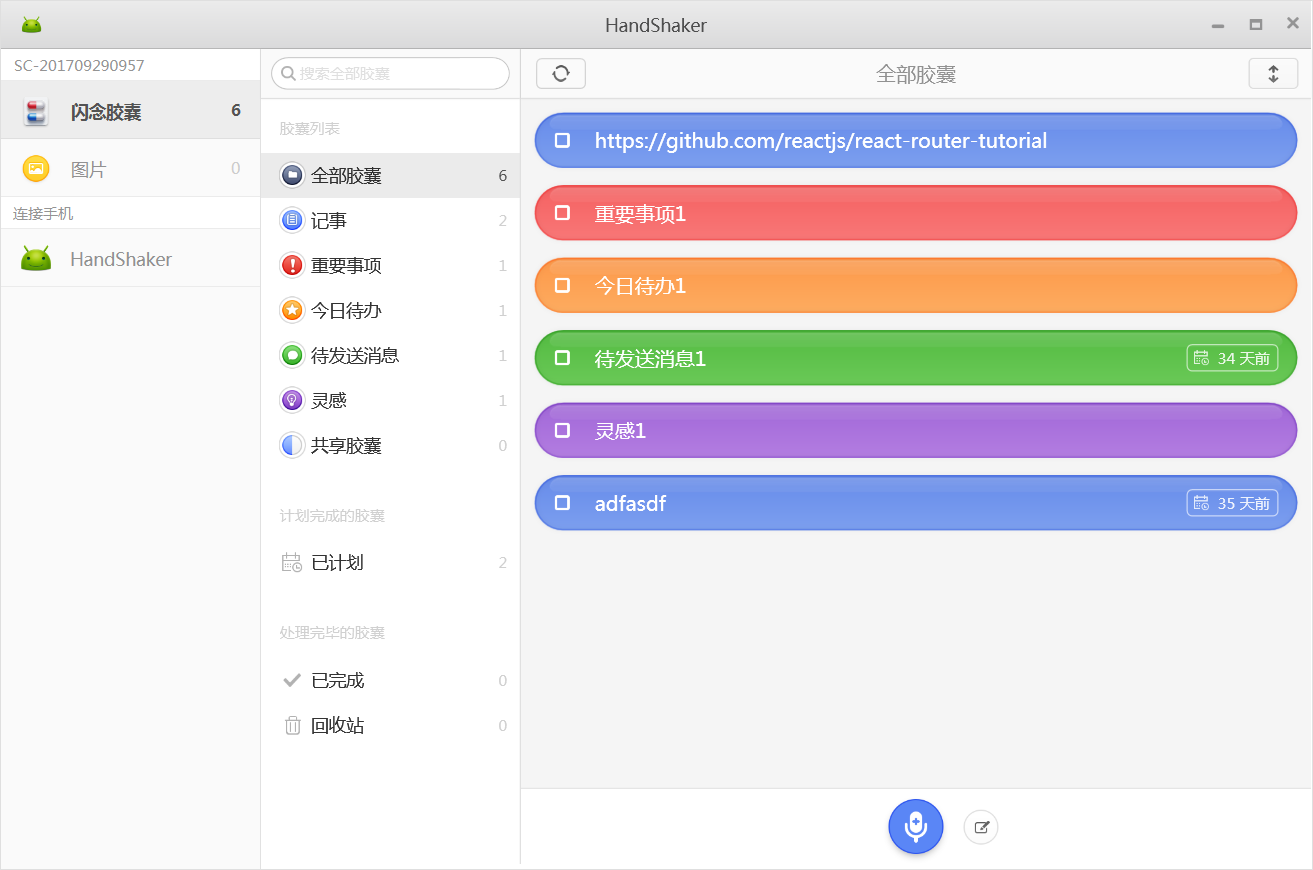 HandShaker
SC-201709290957
闪念胶囊 6
图片 0
连接手机
HandShaker
搜索全部胶囊
胶囊列表
全部胶囊 6
记事 2
重要事项 1
今日待办 1
待发送消息 1
灵感 1
共享胶囊 0
计划完成的胶囊
已计划 2
处理完毕的胶囊
已完成 0
回收站 0
全部胶囊
https://github.com/reactjs/react-router-tutorial
重要事项1
今日待办1
待发送消息1 34 天前
灵感1
adfasdf 35 天前